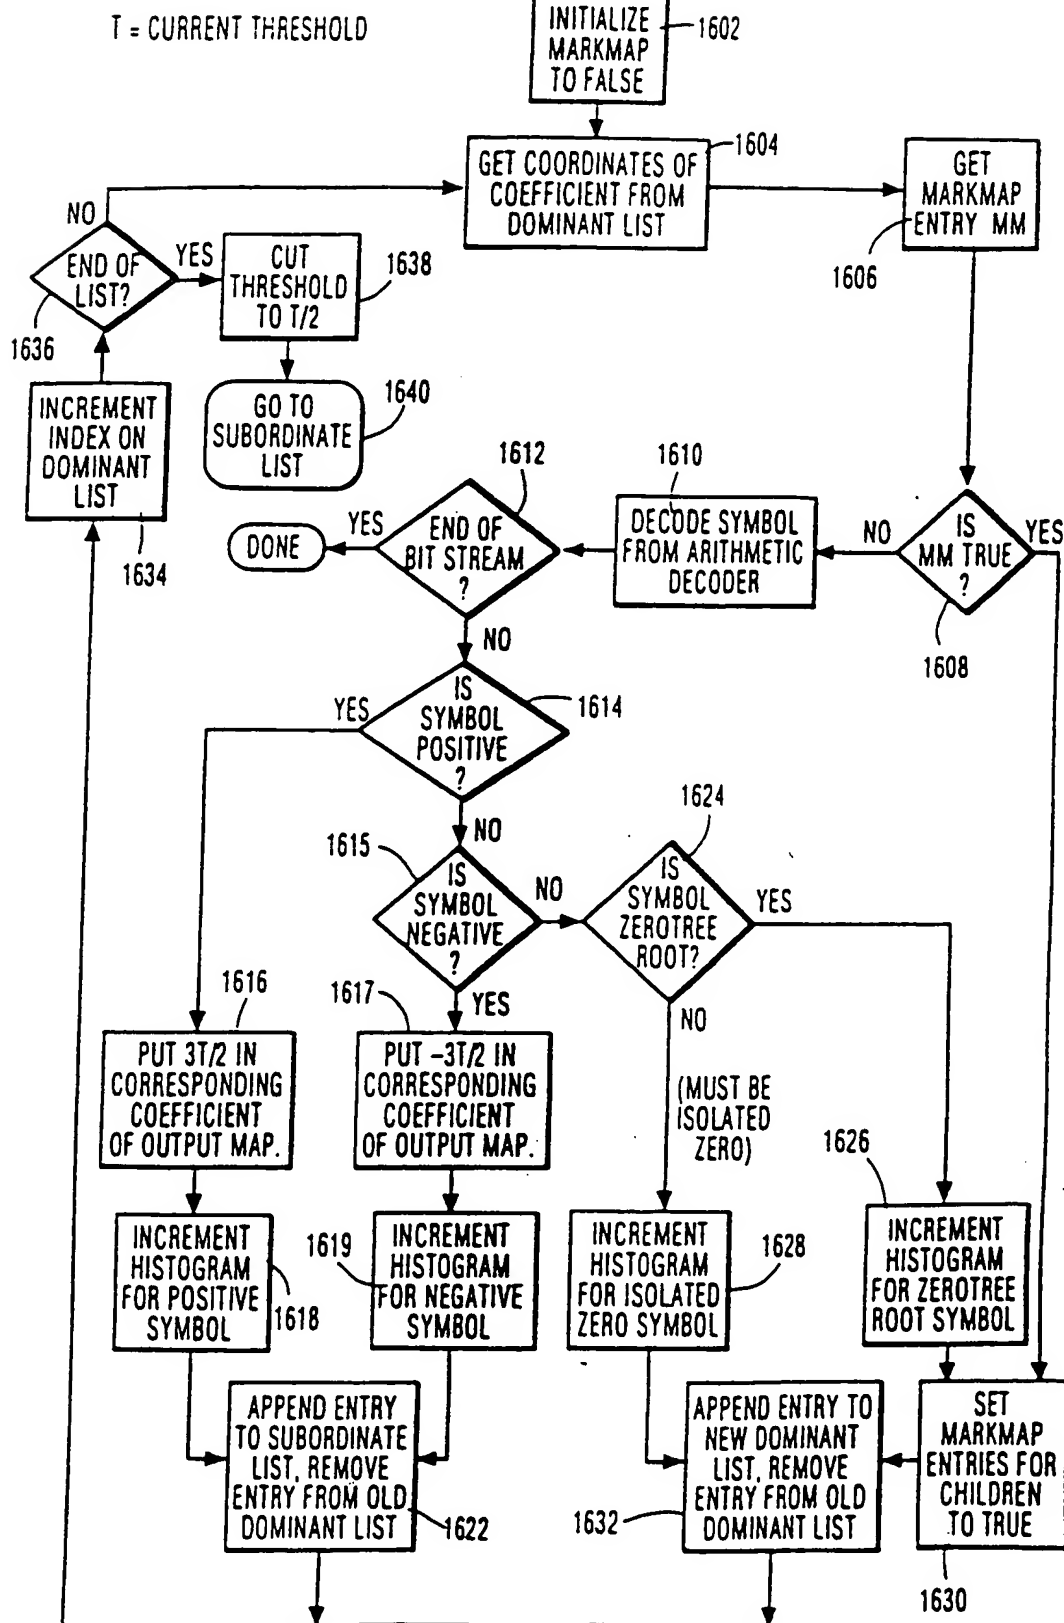 T = CURRENT THRESHOLD
INITIALIZE
MARKMAP
TO FALSE
1602
GET COORDINATES OF
COEFFICIENT FROM
DOMINANT LIST
1604
GET
MARKMAP
ENTRY MM
1606
NO
END OF
LIST?
1636
YES
CUT
THRESHOLD
TO T/2
1638
GO TO
SUBORDINATE
LIST
1640
INCREMENT
INDEX ON
DOMINANT
LIST
1634
DONE
YES
END OF
BIT STREAM
?
1612
NO
DECODE SYMBOL
FROM ARITHMETIC
DECODER
1610
NO
IS
MM TRUE
?
YES
1608
YES
IS
SYMBOL
POSITIVE
?
1614
NO
1615
IS
SYMBOL
NEGATIVE
?
NO
YES
1624
IS
SYMBOL
ZEROTREE
ROOT?
YES
NO
(MUST BE
ISOLATED
ZERO)
1616
PUT 3T/2 IN
CORRESPONDING
COEFFICIENT
OF OUTPUT MAP.
1617
PUT -3T/2 IN
CORRESPONDING
COEFFICIENT
OF OUTPUT MAP.
INCREMENT
HISTOGRAM
FOR POSITIVE
SYMBOL
1618
1619
INCREMENT
HISTOGRAM
FOR NEGATIVE
SYMBOL
INCREMENT
HISTOGRAM
FOR ISOLATED
ZERO SYMBOL
1628
1626
INCREMENT
HISTOGRAM
FOR ZEROTREE
ROOT SYMBOL
APPEND ENTRY
TO SUBORDINATE
LIST, REMOVE
ENTRY FROM OLD
DOMINANT LIST
1622
APPEND ENTRY TO
NEW DOMINANT
LIST, REMOVE
ENTRY FROM OLD
DOMINANT LIST
1632
SET
MARKMAP
ENTRIES FOR
CHILDREN
TO TRUE
1630